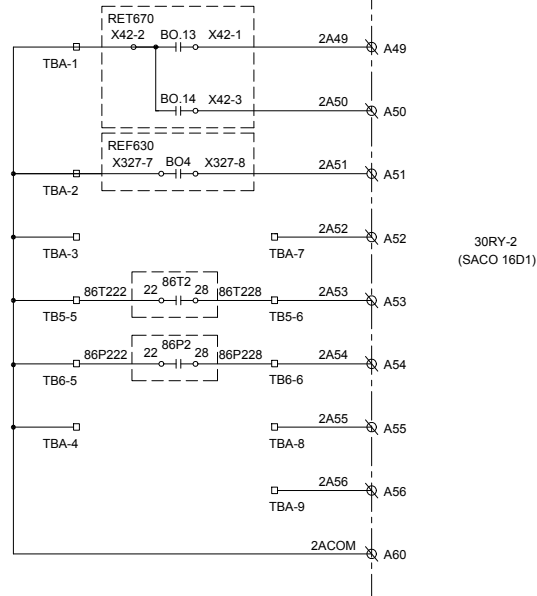 RET670
X42-2 BO.13 X42-1 2A49 A49
TBA-1
BO.14 X42-3 2A50 A50
REF630
X327-7 BO4 X327-8 2A51 A51
TBA-2
2A52 A52
TBA-3 TBA-7
30RY-2
(SACO 16D1)
86T2
86T222 22 28 86T228 2A53 A53
TB5-5 TB5-6
86P2
86P222 22 28 86P228 2A54 A54
TB6-5 TB6-6
2A55 A55
TBA-4 TBA-8
2A56 A56
TBA-9
2ACOM A60